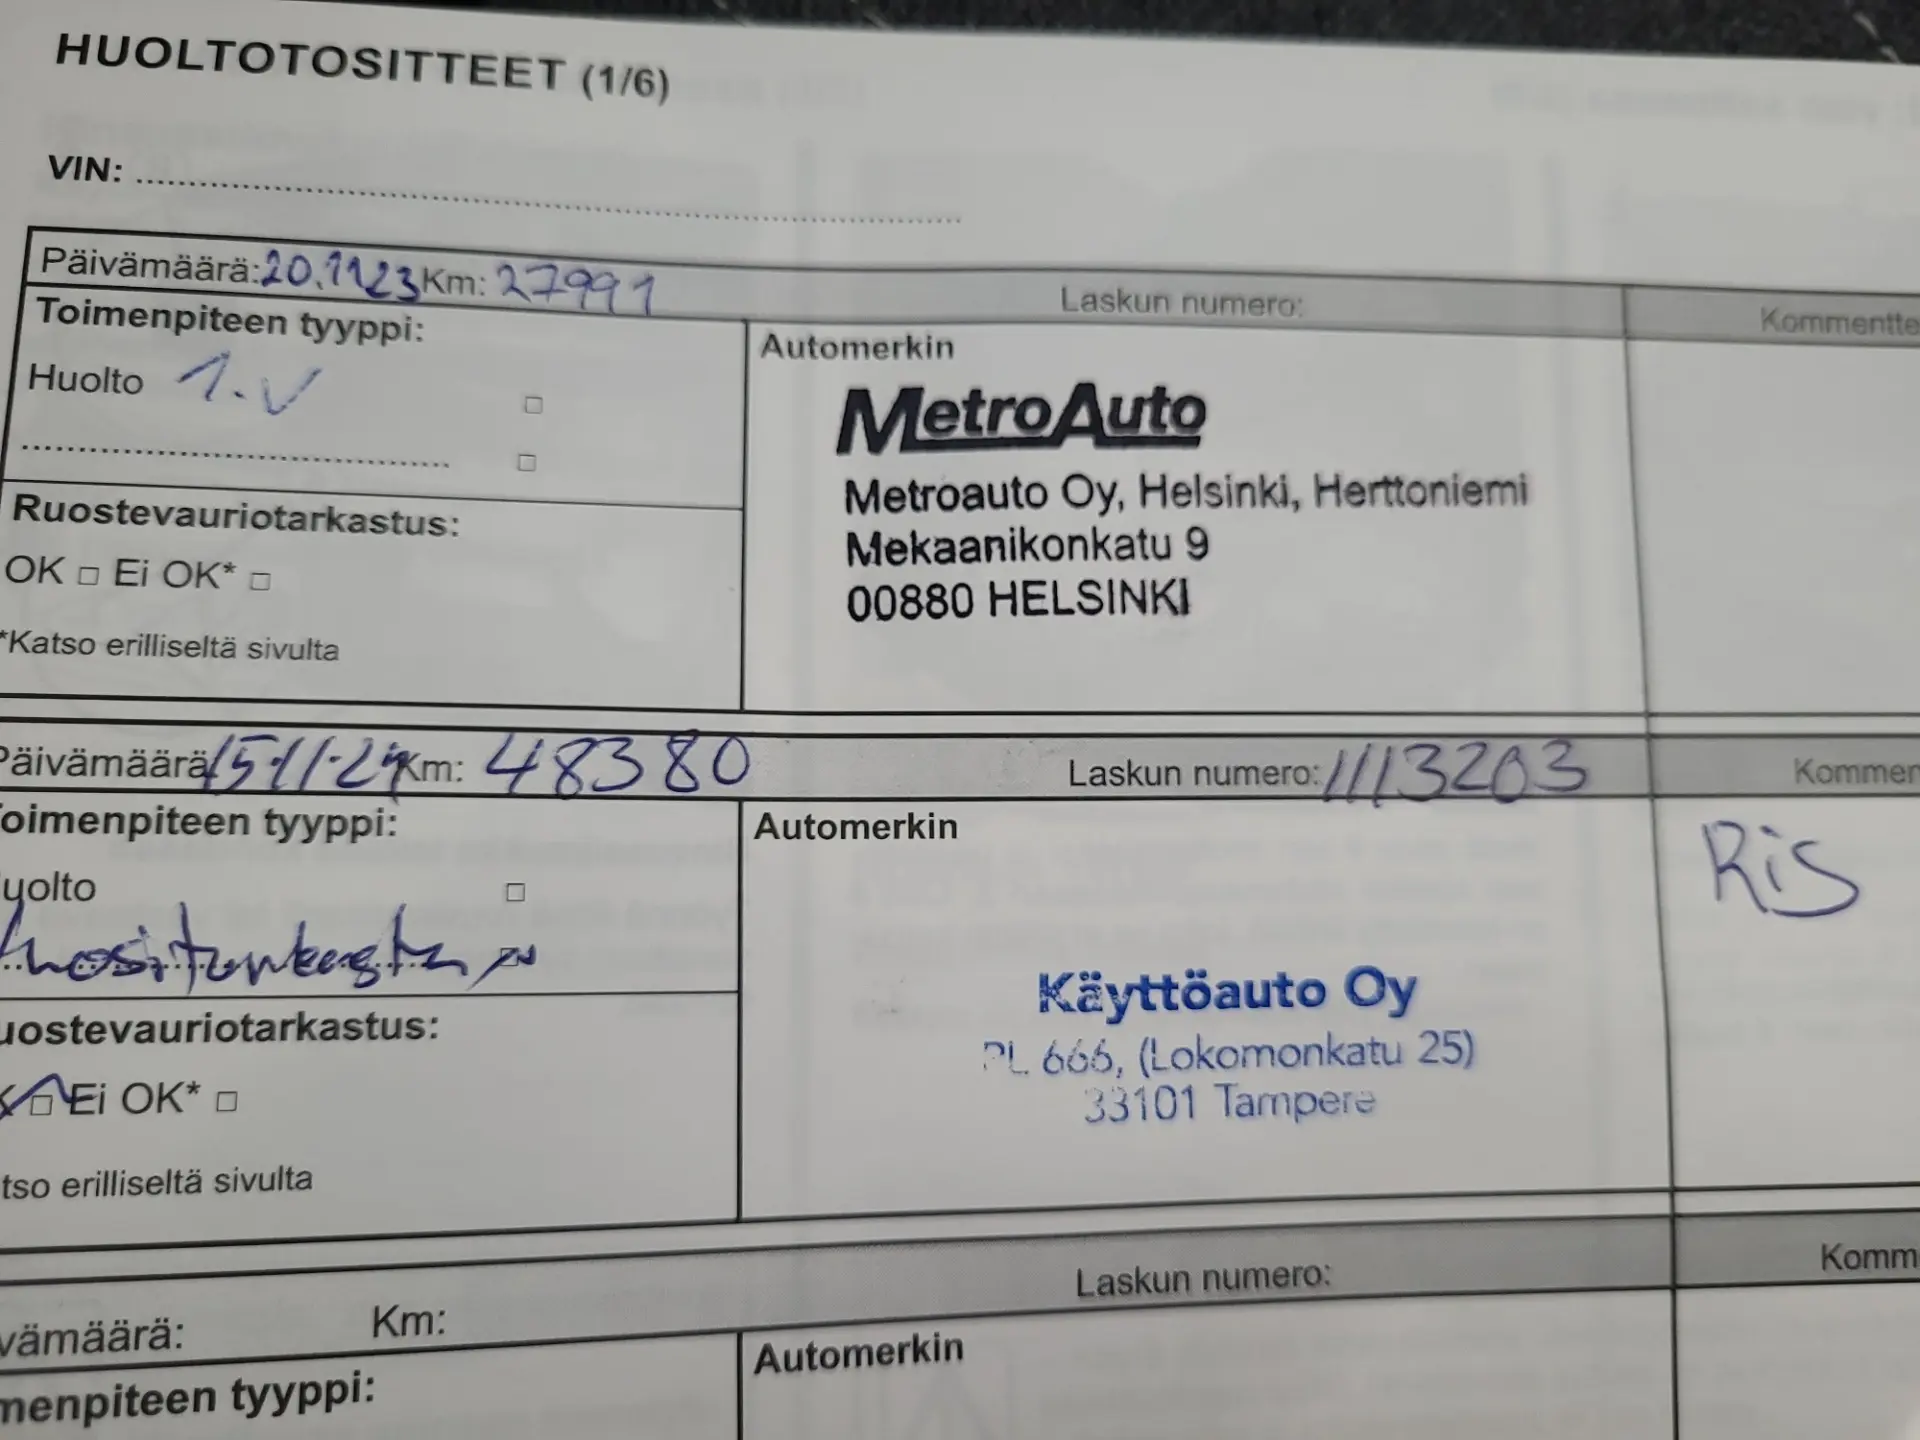 HUOLTOTOSITTEET (1/6)
VIN:
Päivämäärä: 20.11.23 Km: 27991 Laskun numero: Kommentte
Toimenpiteen tyyppi:
Automerkin
Huolto 1.V
MetroAuto
Metroauto Oy, Helsinki, Herttoniemi
Mekaanikonkatu 9
00880 HELSINKI
Ruostevauriotarkastus:
OK Ei OK*
*Katso erilliseltä sivulta
Päivämäärä 15.11.24 Km: 48380 Laskun numero: 1113203 Kommen
oimenpiteen tyyppi:
Automerkin
uolto
Ris
uostevauriotarkastus:
Ei OK*
tso erilliseltä sivulta
Käyttöauto Oy
PL 666, (Lokomonkatu 25)
33101 Tampere
vämäärä: Km: Laskun numero: Komm
menpiteen tyyppi:
Automerkin